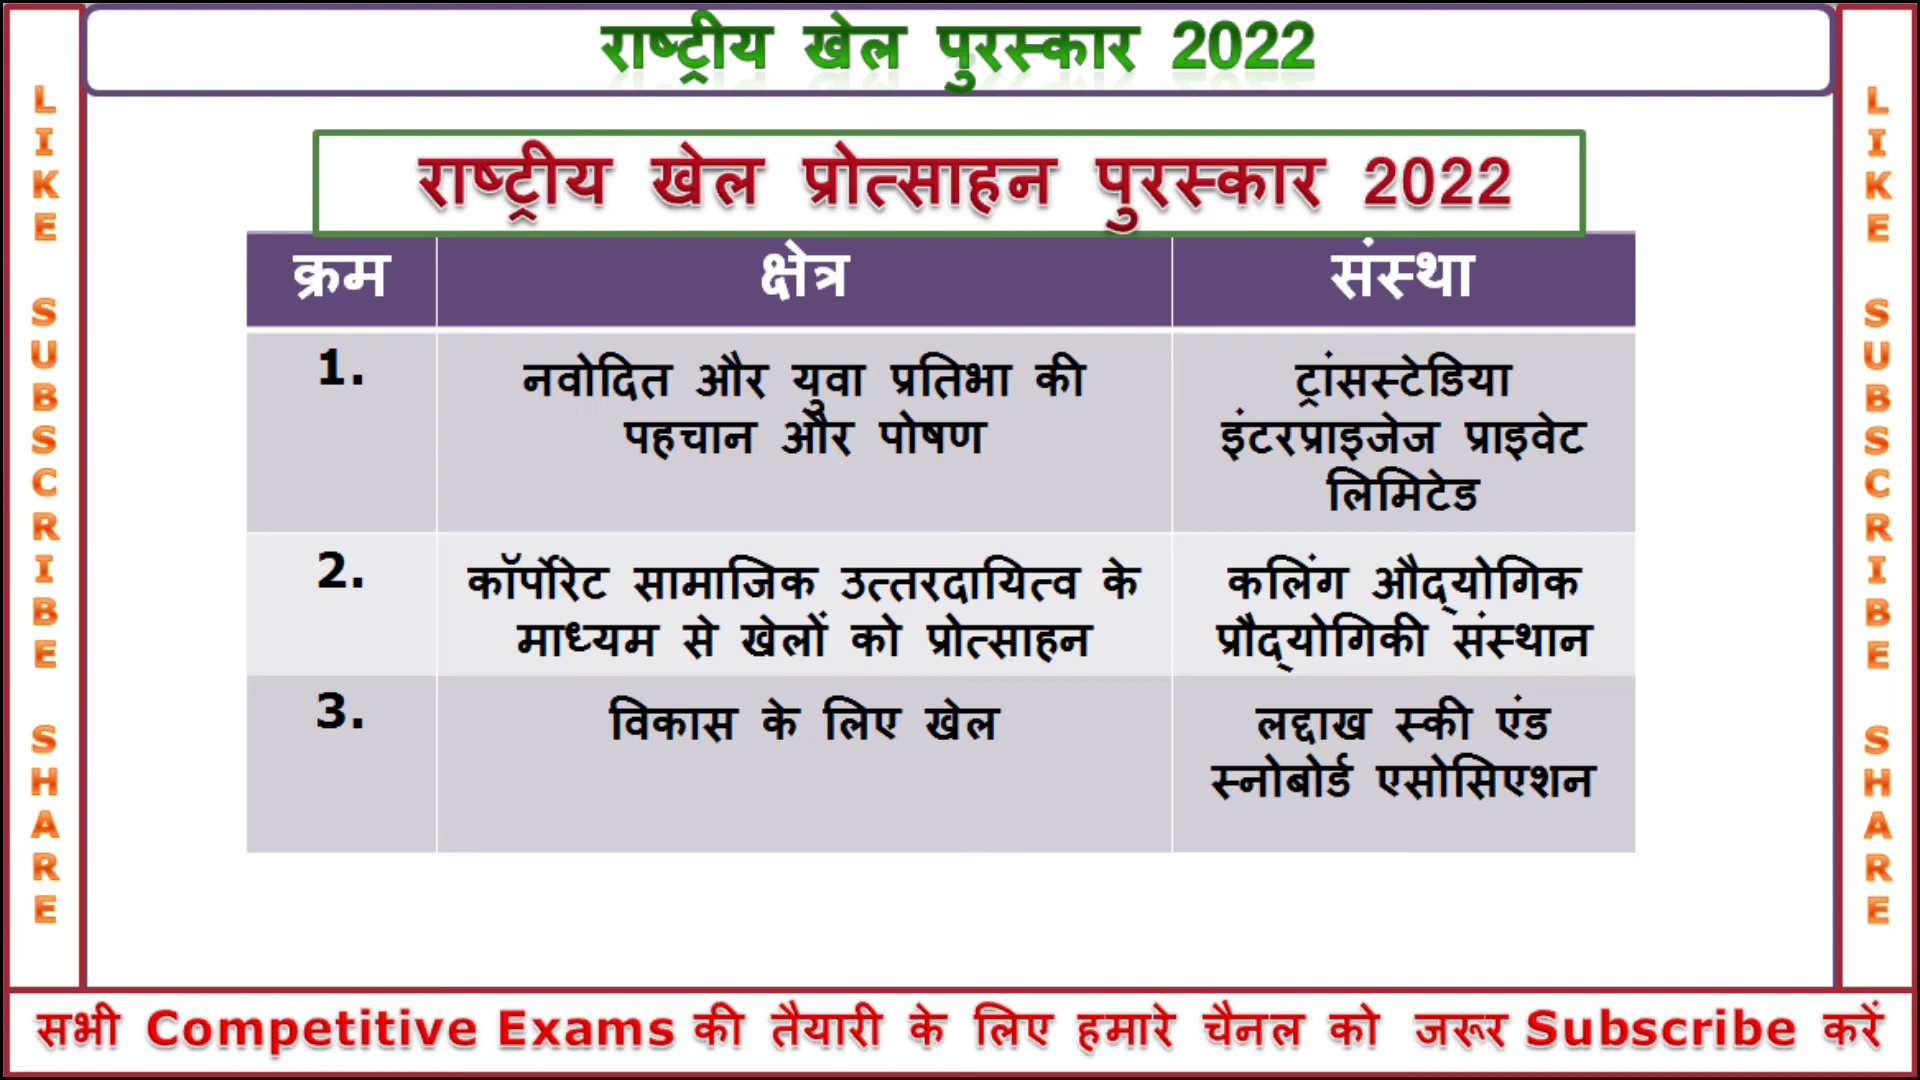 राष्ट्रीय खेल पुरस्कार 2022
राष्ट्रीय खेल प्रोत्साहन पुरस्कार 2022
क्रम क्षेत्र संस्था
1. नवोदित और युवा प्रतिभा की पहचान और पोषण ट्रांसस्टेडिया इंटरप्राइजेज प्राइवेट लिमिटेड
2. कॉर्पोरेट सामाजिक उत्तरदायित्व के माध्यम से खेलों को प्रोत्साहन कलिंग औद्योगिक प्रौद्योगिकी संस्थान
3. विकास के लिए खेल लद्दाख स्की एंड स्नोबोर्ड एसोसिएशन
LIKE SUBSCRIBE SHARE
LIKE SUBSCRIBE SHARE
सभी Competitive Exams की तैयारी के लिए हमारे चैनल को जरूर Subscribe करें